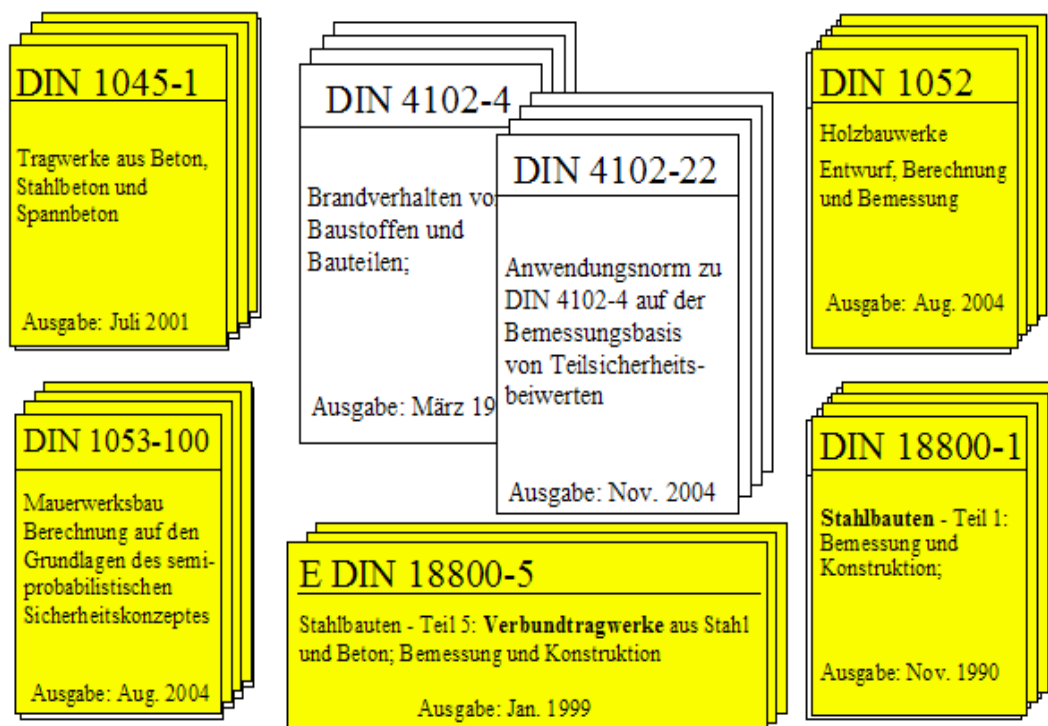 DIN 1045-1
Tragwerke aus Beton,
Stahlbeton und
Spannbeton
Ausgabe: Juli 2001
DIN 4102-4
Brandverhalten
Baustoffen und
Bauteilen;
Ausgabe: März
DIN 4102-22
Anwendungsnorm zu
DIN 4102-4 auf der
Bemessungsbasis
von Teilsicherheits-
beiwerten
Ausgabe: Nov. 2004
DIN 1052
Holzbauwerke
Entwurf, Berechnung
und Bemessung
Ausgabe: Aug. 2004
DIN 1053-100
Mauerwerksbau
Berechnung auf den
Grundlagen des semi-
probabilistischen
Sicherheitskonzeptes
Ausgabe: Aug. 2004
E DIN 18800-5
Stahlbauten - Teil 5: Verbundtragwerke aus Stahl
und Beton; Bemessung und Konstruktion
Ausgabe: Jan. 1999
DIN 18800-1
Stahlbauten - Teil 1:
Bemessung und
Konstruktion;
Ausgabe: Nov. 1990